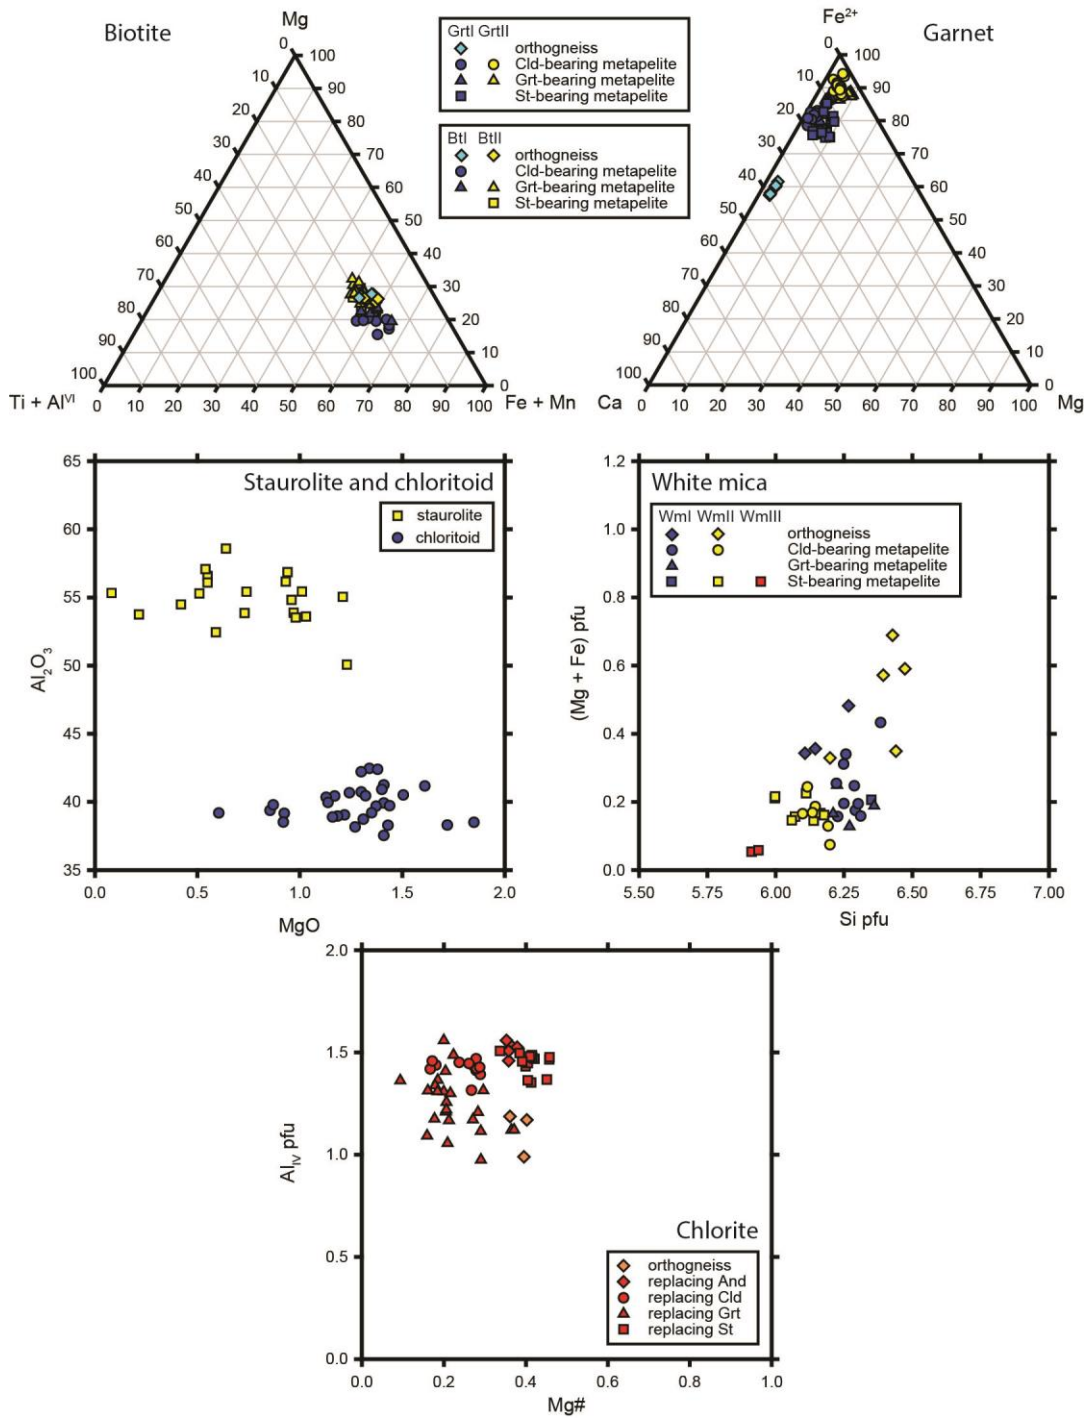 Biotite
Mg
0 100
10 90
20 80
30 70
40 60
50 50
60 40
70 30
80 20
90 10
100 0
Ti + Al^VI 0 10 20 30 40 50 60 70 80 90 100 Fe + Mn
GrtI GrtII
orthogneiss
Cld-bearing metapelite
Grt-bearing metapelite
St-bearing metapelite
BtI BtII
orthogneiss
Cld-bearing metapelite
Grt-bearing metapelite
St-bearing metapelite
Fe²⁺
Garnet
0 100
10 90
20 80
30 70
40 60
50 50
60 40
70 30
80 20
90 10
100 0
Ca 0 10 20 30 40 50 60 70 80 90 100 Mg
Staurolite and chloritoid
staurolite
chloritoid
65
60
55
50
45
40
35
Al₂O₃
0.0 0.5 1.0 1.5 2.0
MgO
White mica
WmI WmII WmIII
orthogneiss
Cld-bearing metapelite
Grt-bearing metapelite
St-bearing metapelite
1.2
1.0
0.8
0.6
0.4
0.2
0.0
(Mg + Fe) pfu
5.50 5.75 6.00 6.25 6.50 6.75 7.00
Si pfu
2.0
1.5
1.0
0.5
0.0
Al_IV pfu
Chlorite
orthogneiss
replacing And
replacing Cld
replacing Grt
replacing St
0.0 0.2 0.4 0.6 0.8 1.0
Mg#